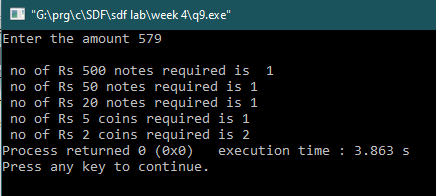 "G:\prg\c\SDF\sdf lab\week 4\q9.exe"
Enter the amount 579
no of Rs 500 notes required is  1
no of Rs 50 notes required is 1
no of Rs 20 notes required is 1
no of Rs 5 coins required is 1
no of Rs 2 coins required is 2
Process returned 0 (0x0)   execution time : 3.863 s
Press any key to continue.